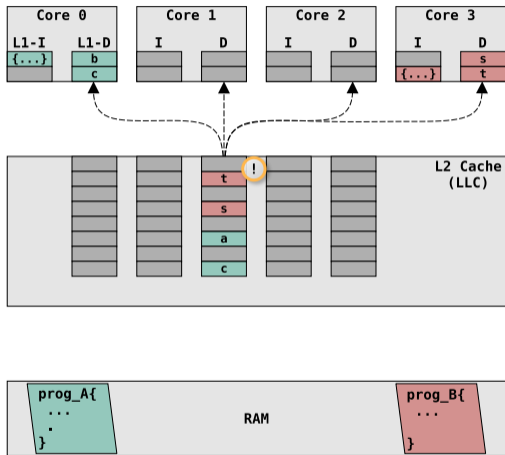 Core 0 Core 1 Core 2 Core 3
L1-I L1-D I D I D I D
{...} b s
c {...} t
L2 Cache
(LLC)
!
t
s
a
c
prog_A{ prog_B{
... ...
.
} }
RAM